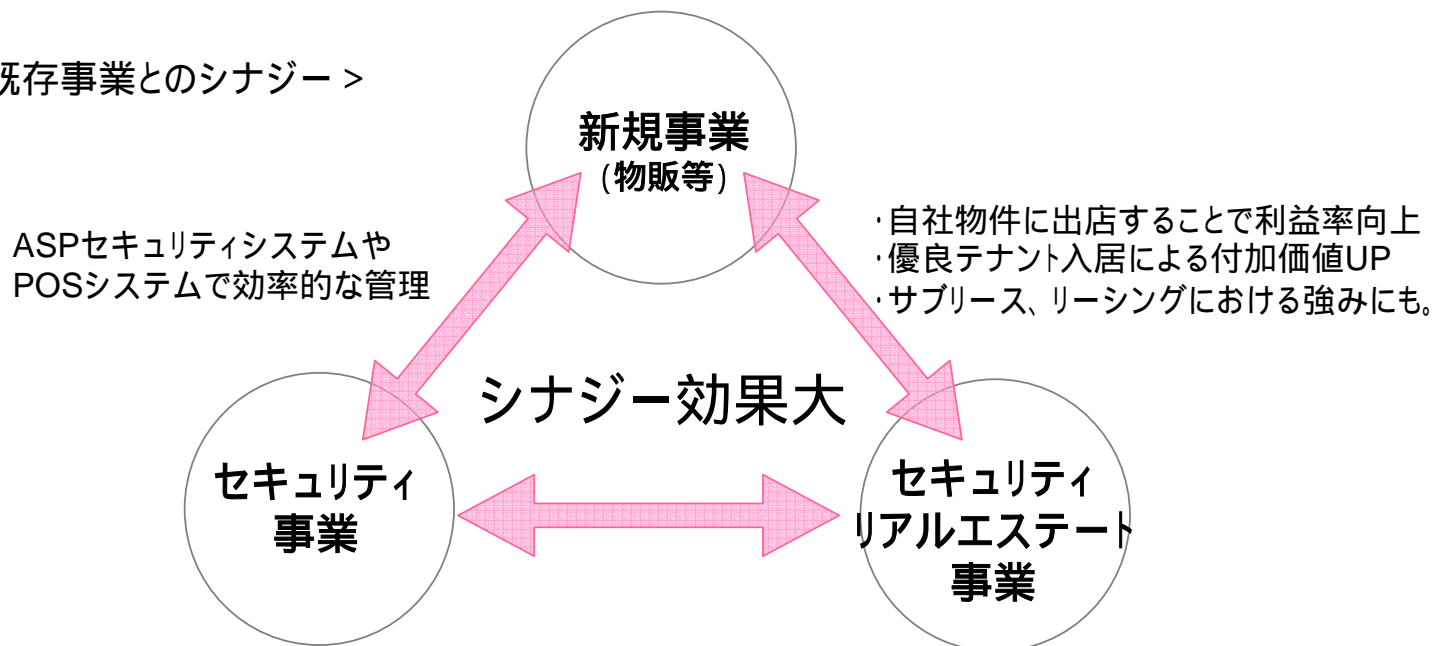 既存事業とのシナジー >
新規事業
(物販等)
ASPセキュリティシステムや
POSシステムで効率的な管理
・自社物件に出店することで利益率向上
・優良テナント入居による付加価値UP
・サブリース、リーシングにおける強みにも。
シナジー効果大
セキュリティ
事業
セキュリティ
リアルエステート
事業